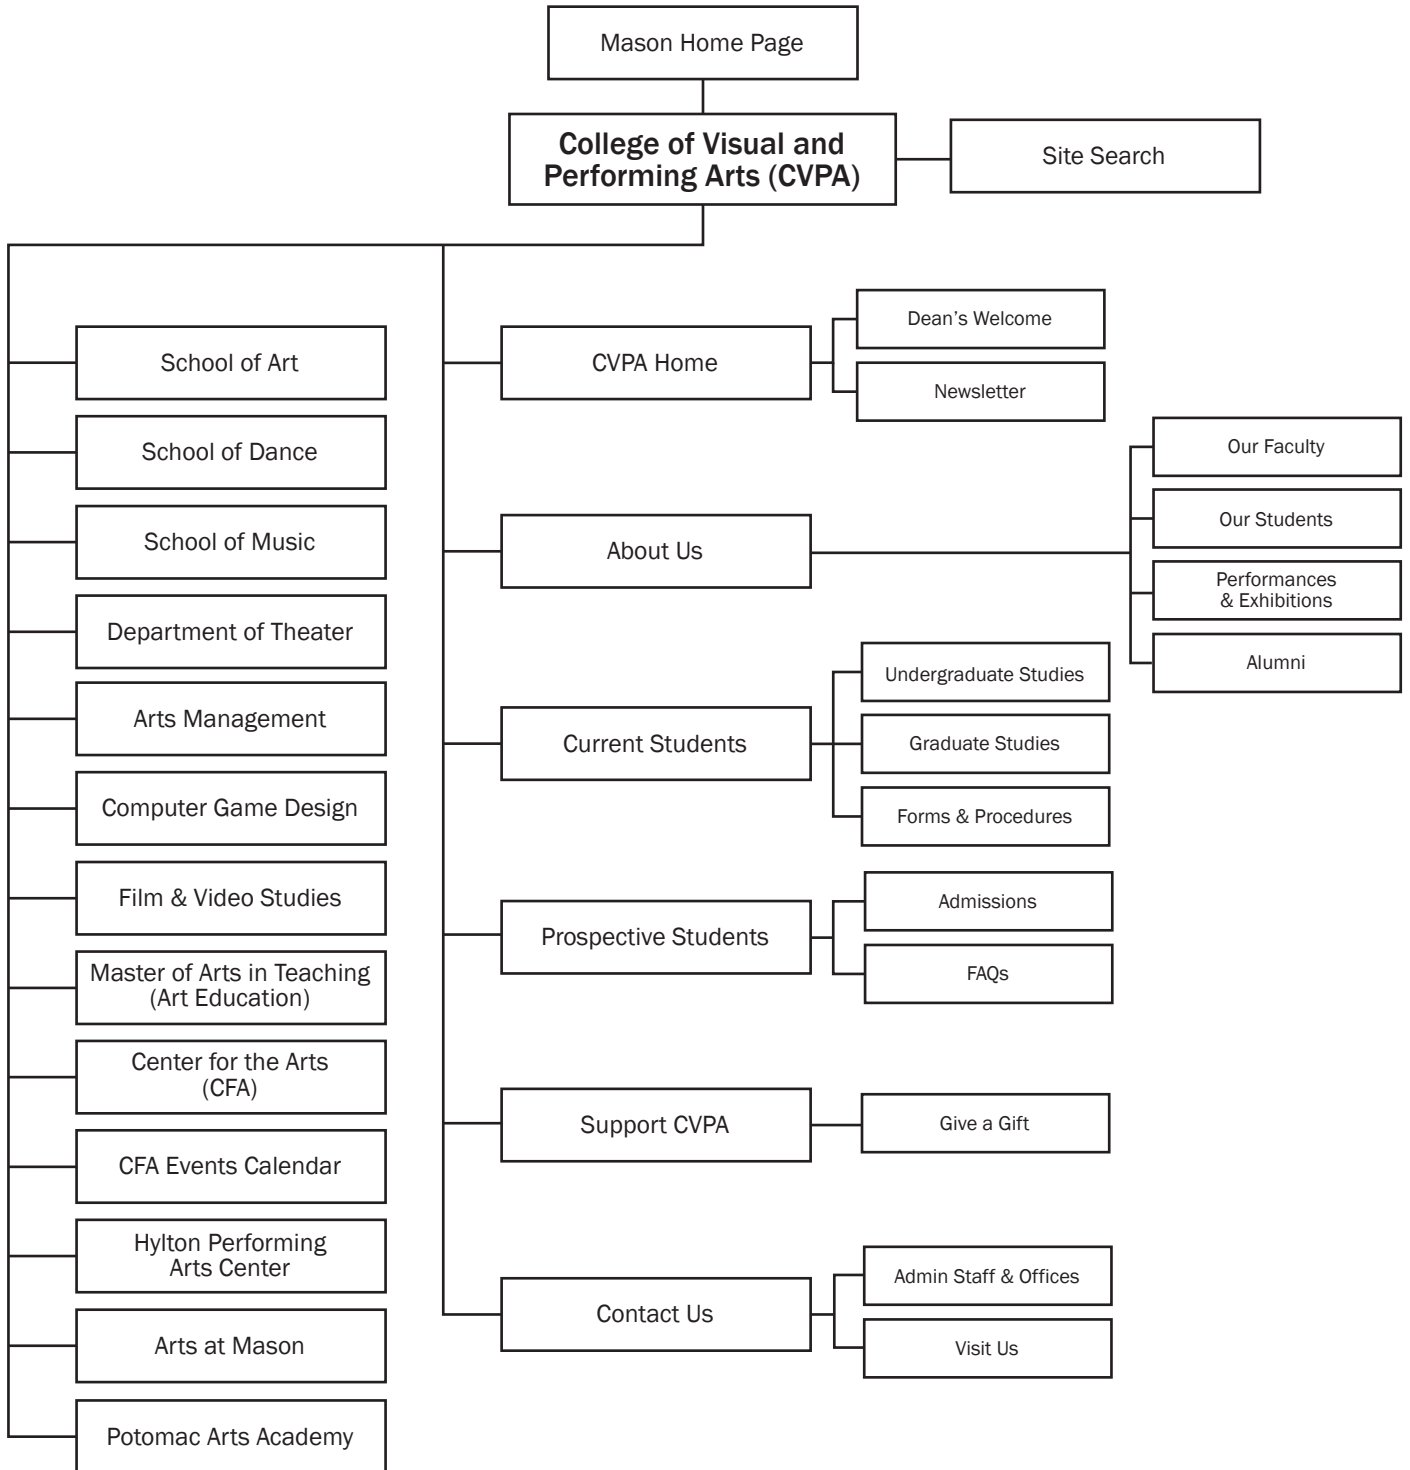 Mason Home Page
College of Visual and
Performing Arts (CVPA)
Site Search
School of Art
School of Dance
School of Music
Department of Theater
Arts Management
Computer Game Design
Film & Video Studies
Master of Arts in Teaching
(Art Education)
Center for the Arts
(CFA)
CFA Events Calendar
Hylton Performing
Arts Center
Arts at Mason
Potomac Arts Academy
CVPA Home
Dean’s Welcome
Newsletter
About Us
Our Faculty
Our Students
Performances
& Exhibitions
Alumni
Current Students
Undergraduate Studies
Graduate Studies
Forms & Procedures
Prospective Students
Admissions
FAQs
Support CVPA
Give a Gift
Contact Us
Admin Staff & Offices
Visit Us